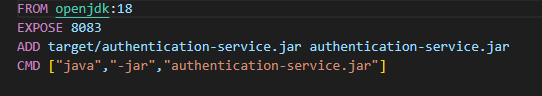 FROM openjdk:18
EXPOSE 8083
ADD target/authentication-service.jar authentication-service.jar
CMD ["java","-jar","authentication-service.jar"]